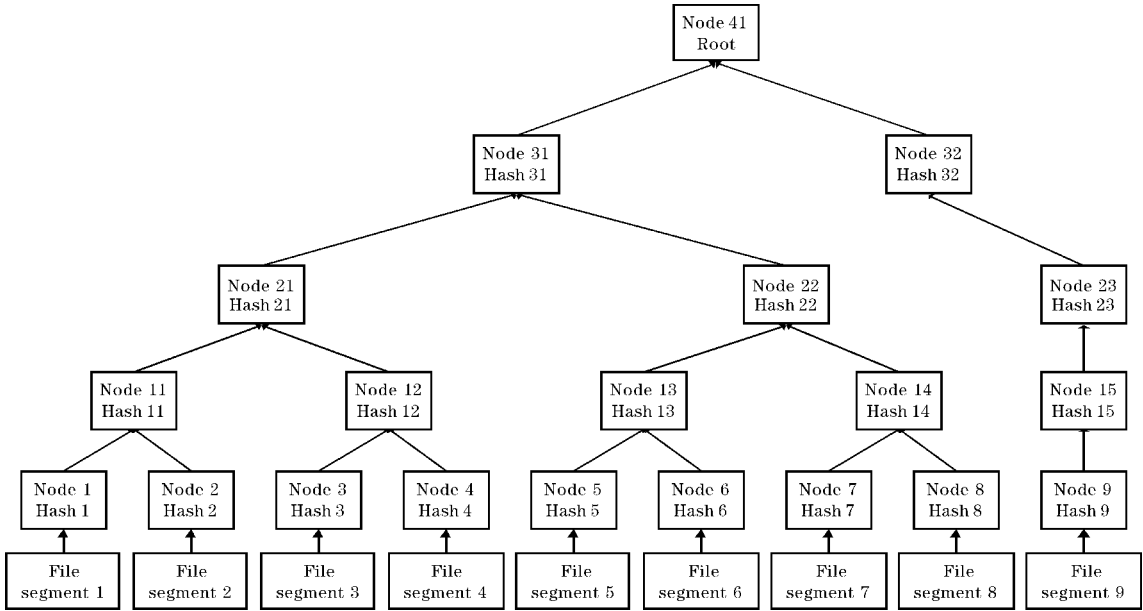 Node 41
Root
Node 31
Hash 31
Node 32
Hash 32
Node 21
Hash 21
Node 22
Hash 22
Node 23
Hash 23
Node 11
Hash 11
Node 12
Hash 12
Node 13
Hash 13
Node 14
Hash 14
Node 15
Hash 15
Node 1
Hash 1
Node 2
Hash 2
Node 3
Hash 3
Node 4
Hash 4
Node 5
Hash 5
Node 6
Hash 6
Node 7
Hash 7
Node 8
Hash 8
Node 9
Hash 9
File
segment 1
File
segment 2
File
segment 3
File
segment 4
File
segment 5
File
segment 6
File
segment 7
File
segment 8
File
segment 9